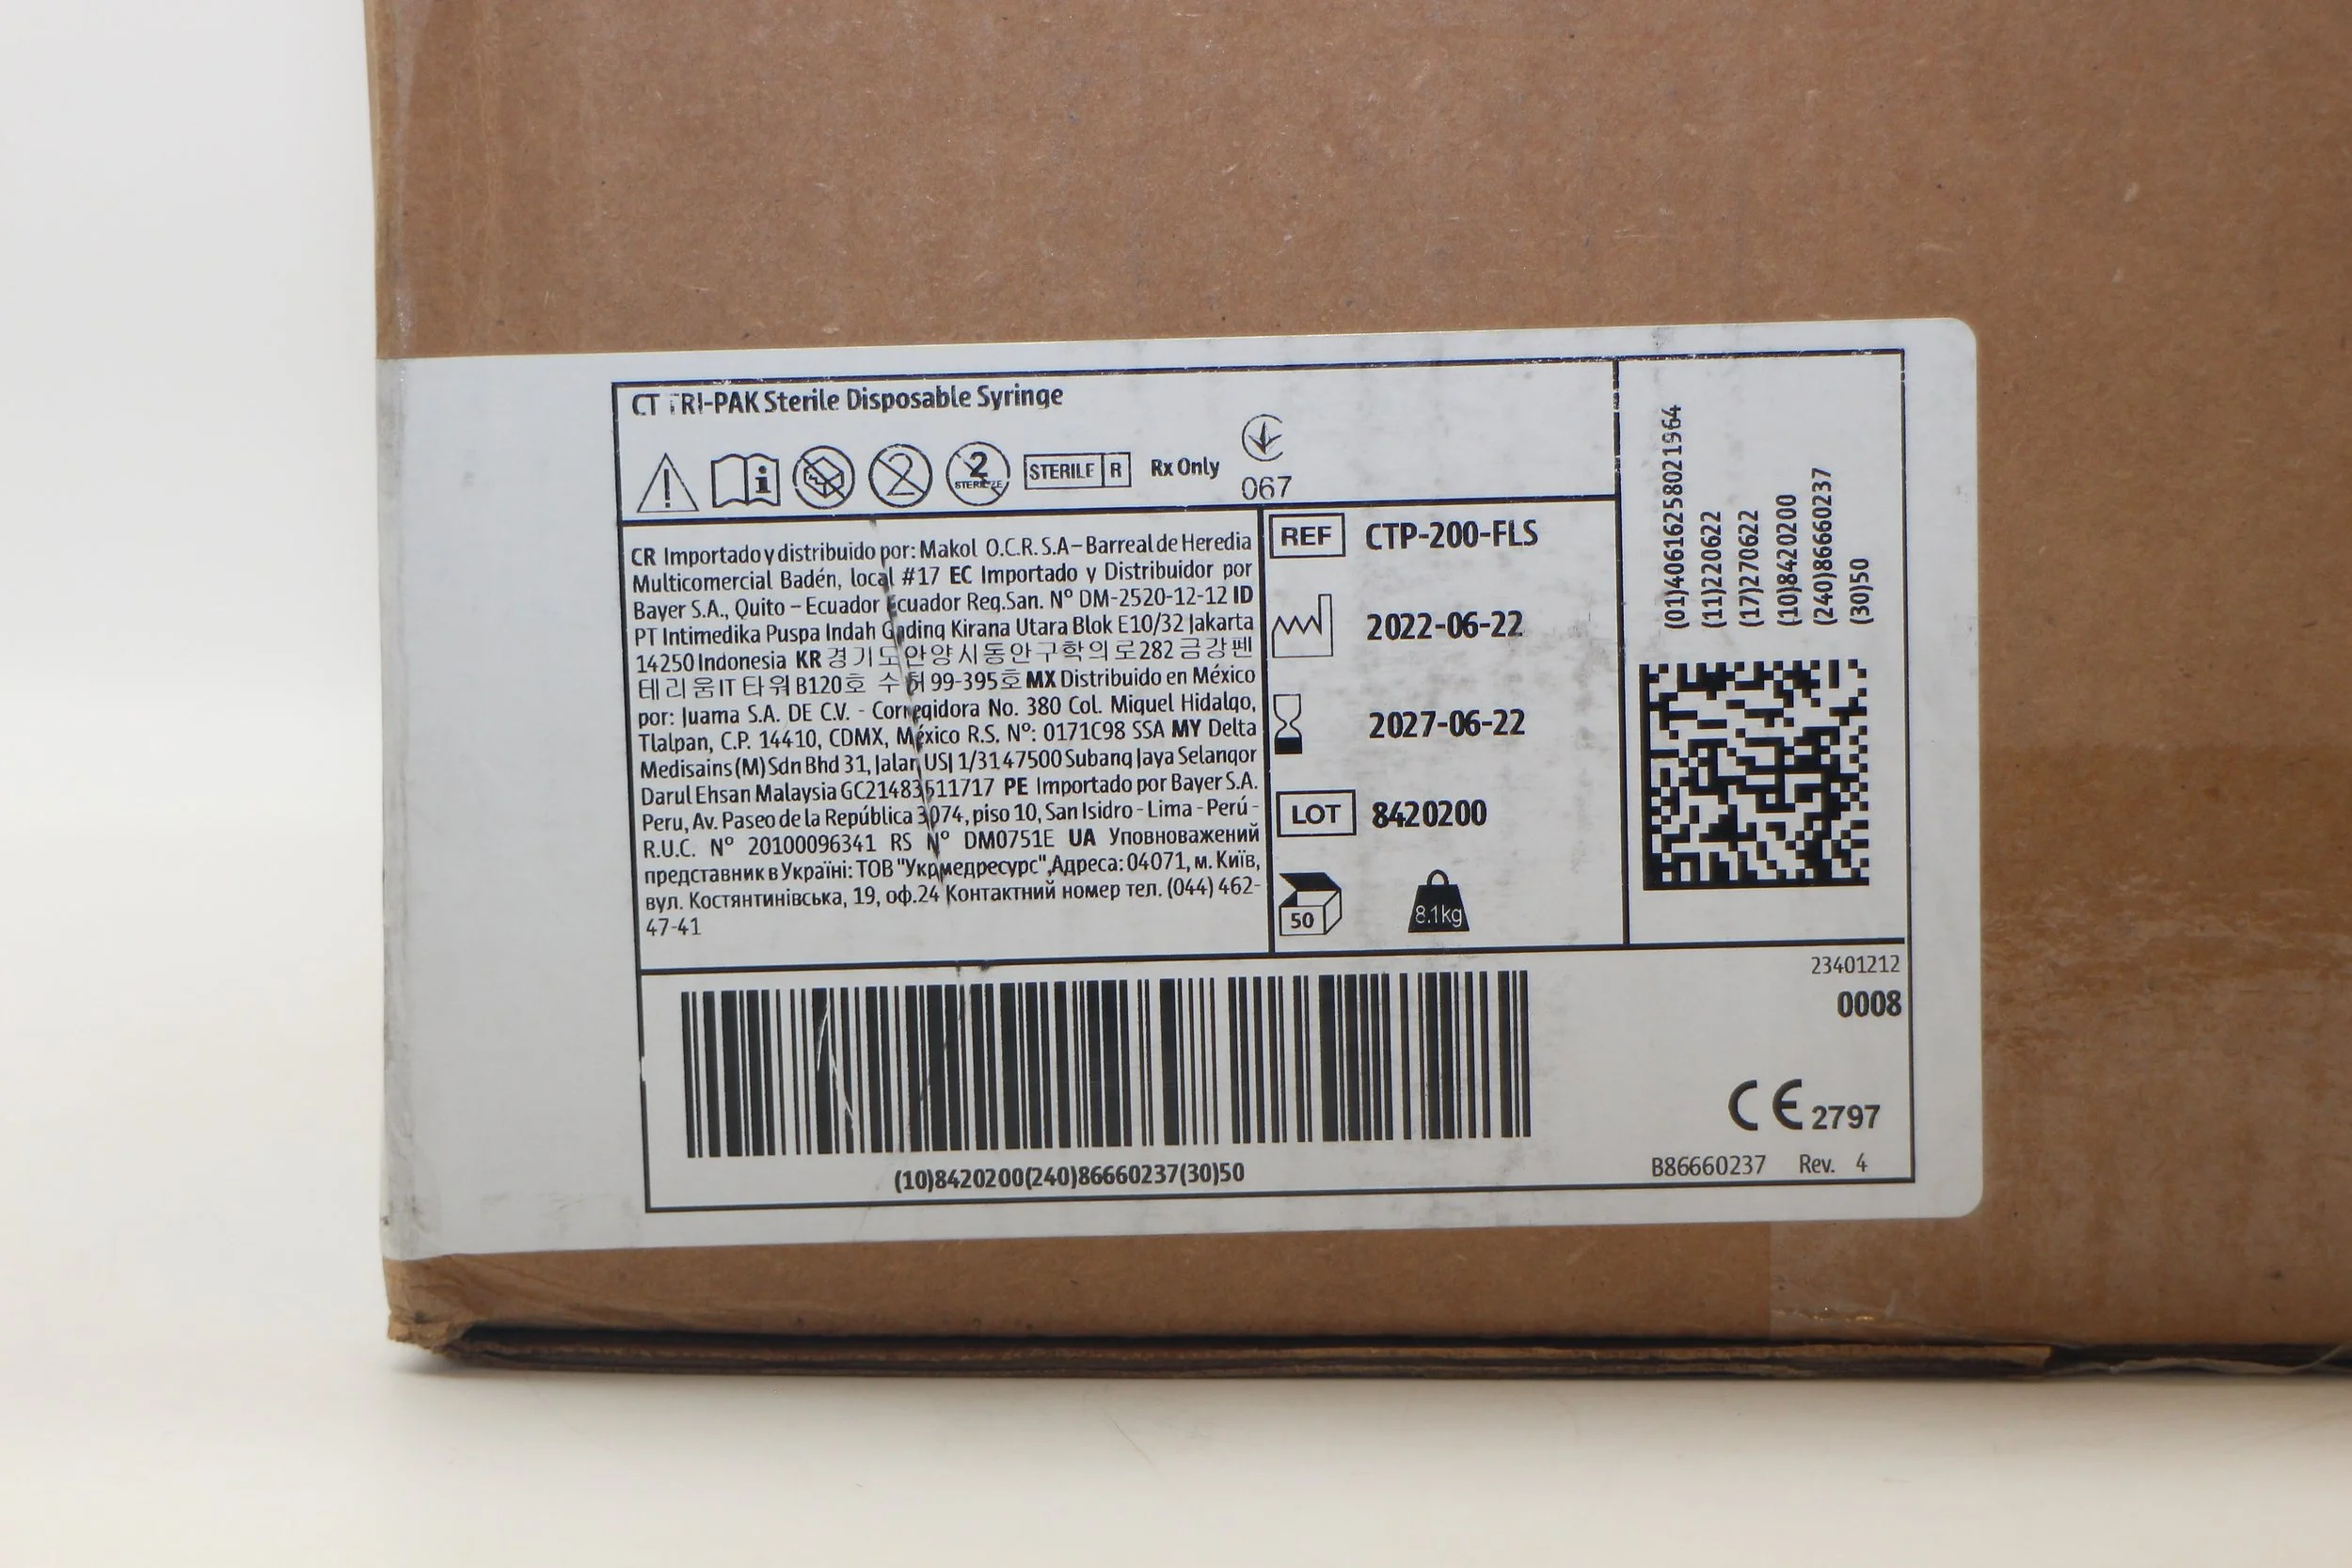 CT TRI-PAK Sterile Disposable Syringe
2
2
STERILIZE
STERILE R
Rx Only
067
CR Importado y distribuido por: Makol O.C.R. S.A – Barreal de Heredia
Multicomercial Badén, local #17 EC Importado y Distribuidor por
Bayer S.A., Quito – Ecuador Ecuador Reg.San. Nº DM-2520-12-12 ID
PT Intimedika Puspa Indah Gading Kirana Utara Blok E10/32 Jakarta
14250 Indonesia KR 경기도 안양시 동안구 학의로 282 금강펜
테리움IT 타워 B120호 수허 99-395호 MX Distribuido en México
por: Juama S.A. DE C.V. - Corregidora No. 380 Col. Miguel Hidalgo,
Tlalpan, C.P. 14410, CDMX, México R.S. Nº: 0171C98 SSA MY Delta
Medisains (M) Sdn Bhd 31, Jalan USJ 1/3147500 Subang Jaya Selangor
Darul Ehsan Malaysia GC21483511717 PE Importado por Bayer S.A.
Peru, Av. Paseo de la República 3074, piso 10, San Isidro - Lima - Perú -
R.U.C. Nº 20100096341 RS Nº DM0751E UA Уповноважений
представник в Україні: ТОВ "Укрмедресурс",Адреса: 04071, м. Київ,
вул. Костянтинівська, 19, оф.24 Контактний номер тел. (044) 462-
47-41
REF CTP-200-FLS
2022-06-22
2027-06-22
LOT 8420200
50 8.1kg
(01)40616258021964
(11)220622
(17)270622
(10)8420200
(240)86660237
(30)50
23401212
0008
CE 2797
(10)8420200(240)86660237(30)50
B86660237 Rev. 4